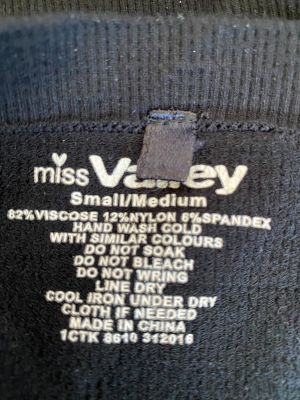 miss Valley
Small/Medium
82%VISCOSE 12%NYLON 6%SPANDEX
HAND WASH COLD
WITH SIMILAR COLOURS
DO NOT SOAK
DO NOT BLEACH
DO NOT WRING
LINE DRY
COOL IRON UNDER DRY
CLOTH IF NEEDED
MADE IN CHINA
1CTK 8610 312016